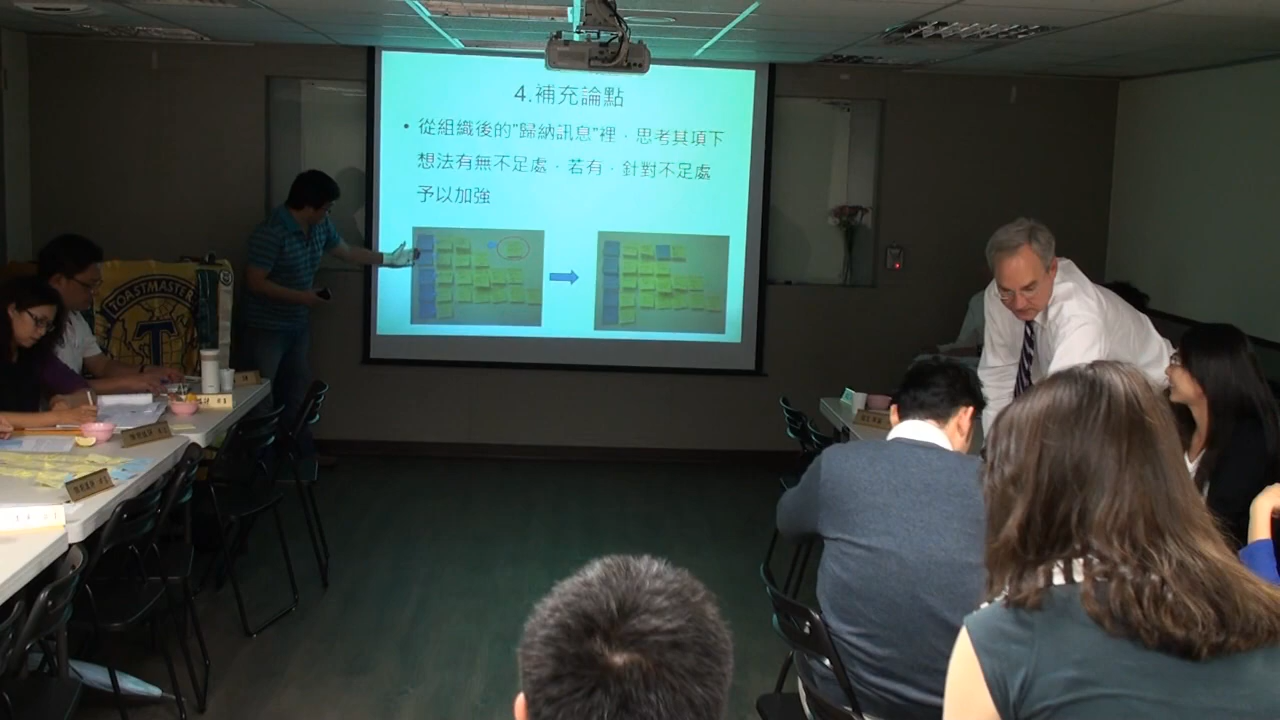 4.補充論點
• 從組織後的"歸納訊息"裡，思考其項下
想法有無不足處，若有，針對不足處
予以加強
TOASTMASTER
T